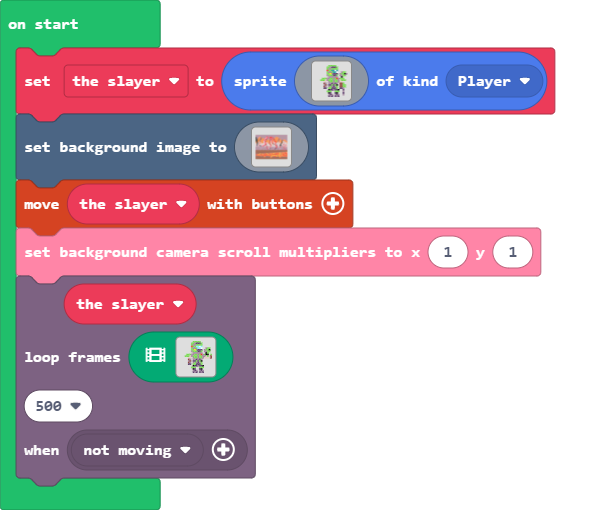 on start
set the slayer to sprite of kind Player
set background image to
move the slayer with buttons
set background camera scroll multipliers to x 1 y 1
the slayer
loop frames
500
when not moving